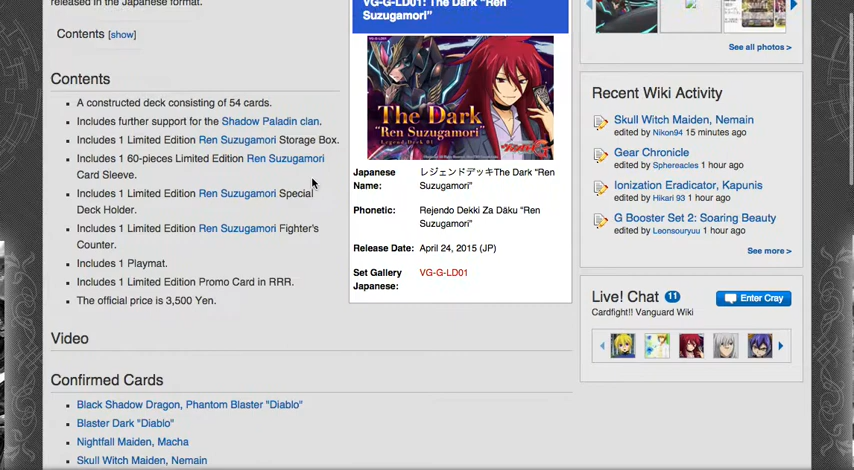 released in the Japanese format.
Contents [show]
Contents
A constructed deck consisting of 54 cards.
Includes further support for the Shadow Paladin clan.
Includes 1 Limited Edition Ren Suzugamori Storage Box.
Includes 1 60-pieces Limited Edition Ren Suzugamori
Card Sleeve.
Includes 1 Limited Edition Ren Suzugamori Special
Deck Holder.
Includes 1 Limited Edition Ren Suzugamori Fighter's
Counter.
Includes 1 Playmat.
Includes 1 Limited Edition Promo Card in RRR.
The official price is 3,500 Yen.
Video
Confirmed Cards
Black Shadow Dragon, Phantom Blaster "Diablo"
Blaster Dark "Diablo"
Nightfall Maiden, Macha
Skull Witch Maiden, Nemain
VG-G-LD01: The Dark "Ren
Suzugamori"
The Dark
"Ren Suzugamori"
Japanese
Name:
レジェンドデッキThe Dark "Ren
Suzugamori"
Phonetic:
Rejendo Dekki Za Dāku "Ren
Suzugamori"
Release Date: April 24, 2015 (JP)
Set Gallery
Japanese:
VG-G-LD01
See all photos >
Recent Wiki Activity
Skull Witch Maiden, Nemain
edited by Nikon94 15 minutes ago
Gear Chronicle
edited by Sphereacles 1 hour ago
Ionization Eradicator, Kapunis
edited by Hikari 93 1 hour ago
G Booster Set 2: Soaring Beauty
edited by Leonsouryuu 1 hour ago
See more >
Live! Chat 11
Enter Cray
Cardfight!! Vanguard Wiki